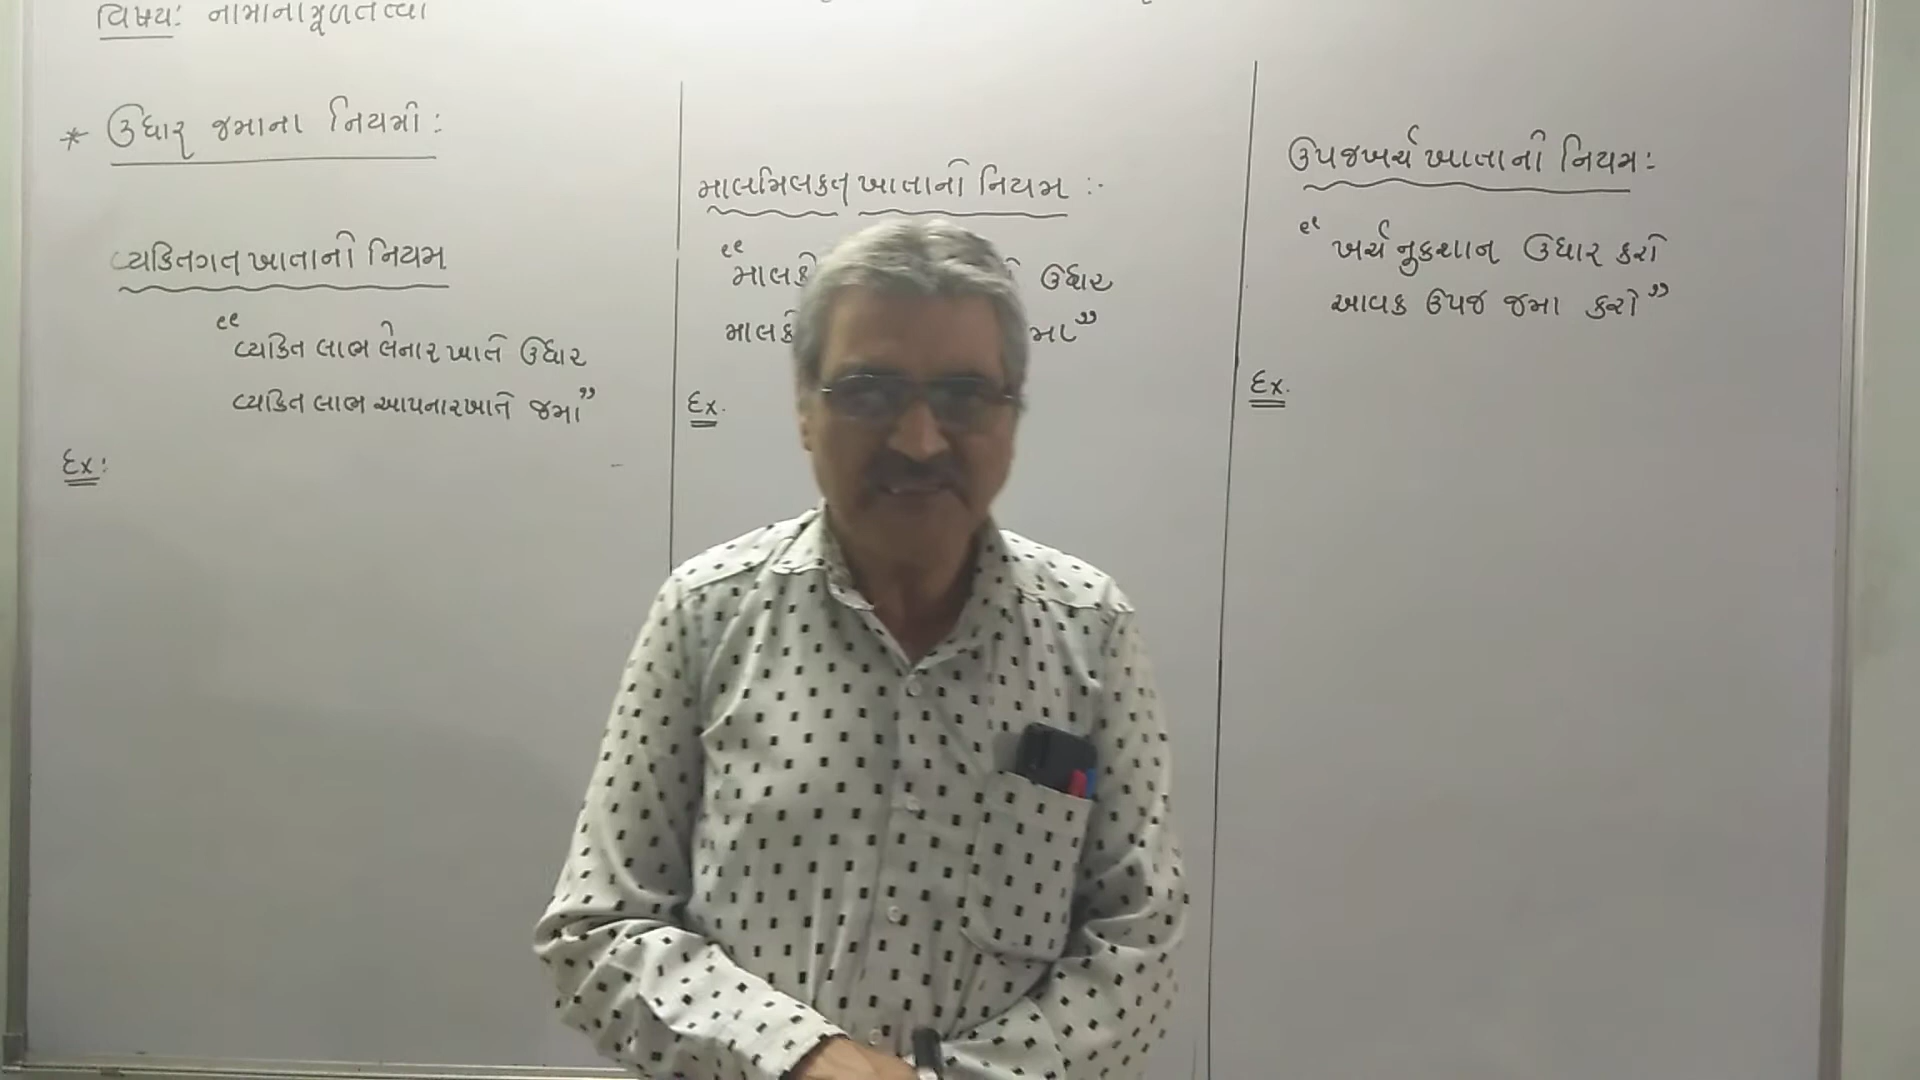 વિષય: નામાના મૂળતત્વો
* ઉધાર જમાના નિયમો:
વ્યકિતગત ખાતાનો નિયમ
"વ્યકિત લાભ લેનાર ખાતે ઉધાર
વ્યકિત લાભ આપનાર ખાતે જમા"
Ex:
માલમિલકત ખાતાનો નિયમ :-
ઉધાર
Ex.
ઉપજખર્ચ ખાતાનો નિયમ:
"ખર્ચ નુકશાન ઉધાર કરો
આવક ઉપજ જમા કરો"
Ex.